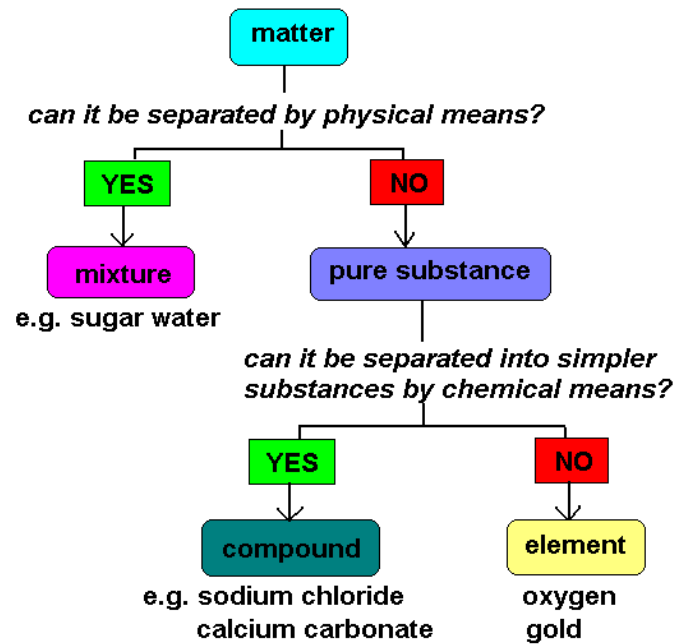 matter
can it be separated by physical means?
YES
NO
mixture
pure substance
e.g. sugar water
can it be separated into simpler
substances by chemical means?
YES
NO
compound
element
e.g. sodium chloride
calcium carbonate
oxygen
gold